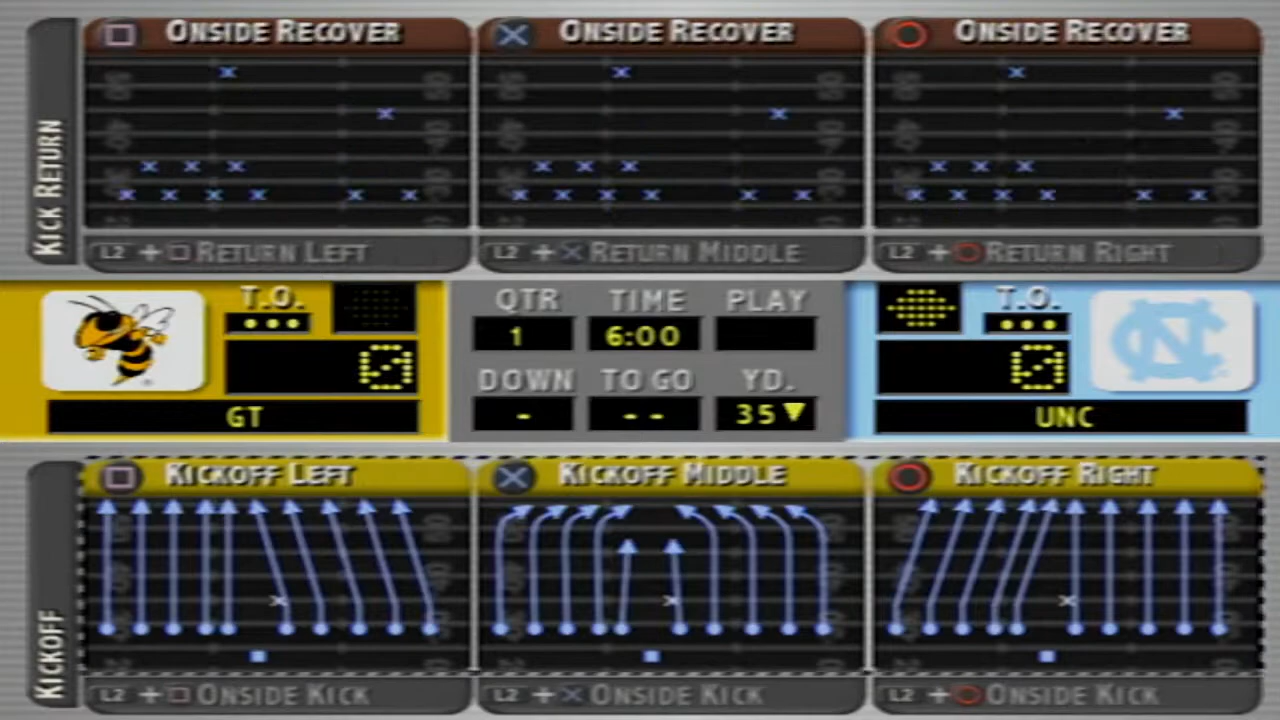 KICK RETURN
ONSIDE RECOVER
ONSIDE RECOVER
ONSIDE RECOVER
L2 + RETURN LEFT
L2 + RETURN MIDDLE
L2 + RETURN RIGHT
T.O.
0
GT
QTR TIME PLAY
1 6:00
DOWN TO GO YD.
- -- 35▼
T.O.
0
NC
UNC
KICKOFF
KICKOFF LEFT
KICKOFF MIDDLE
KICKOFF RIGHT
L2 + ONSIDE KICK
L2 + ONSIDE KICK
L2 + ONSIDE KICK